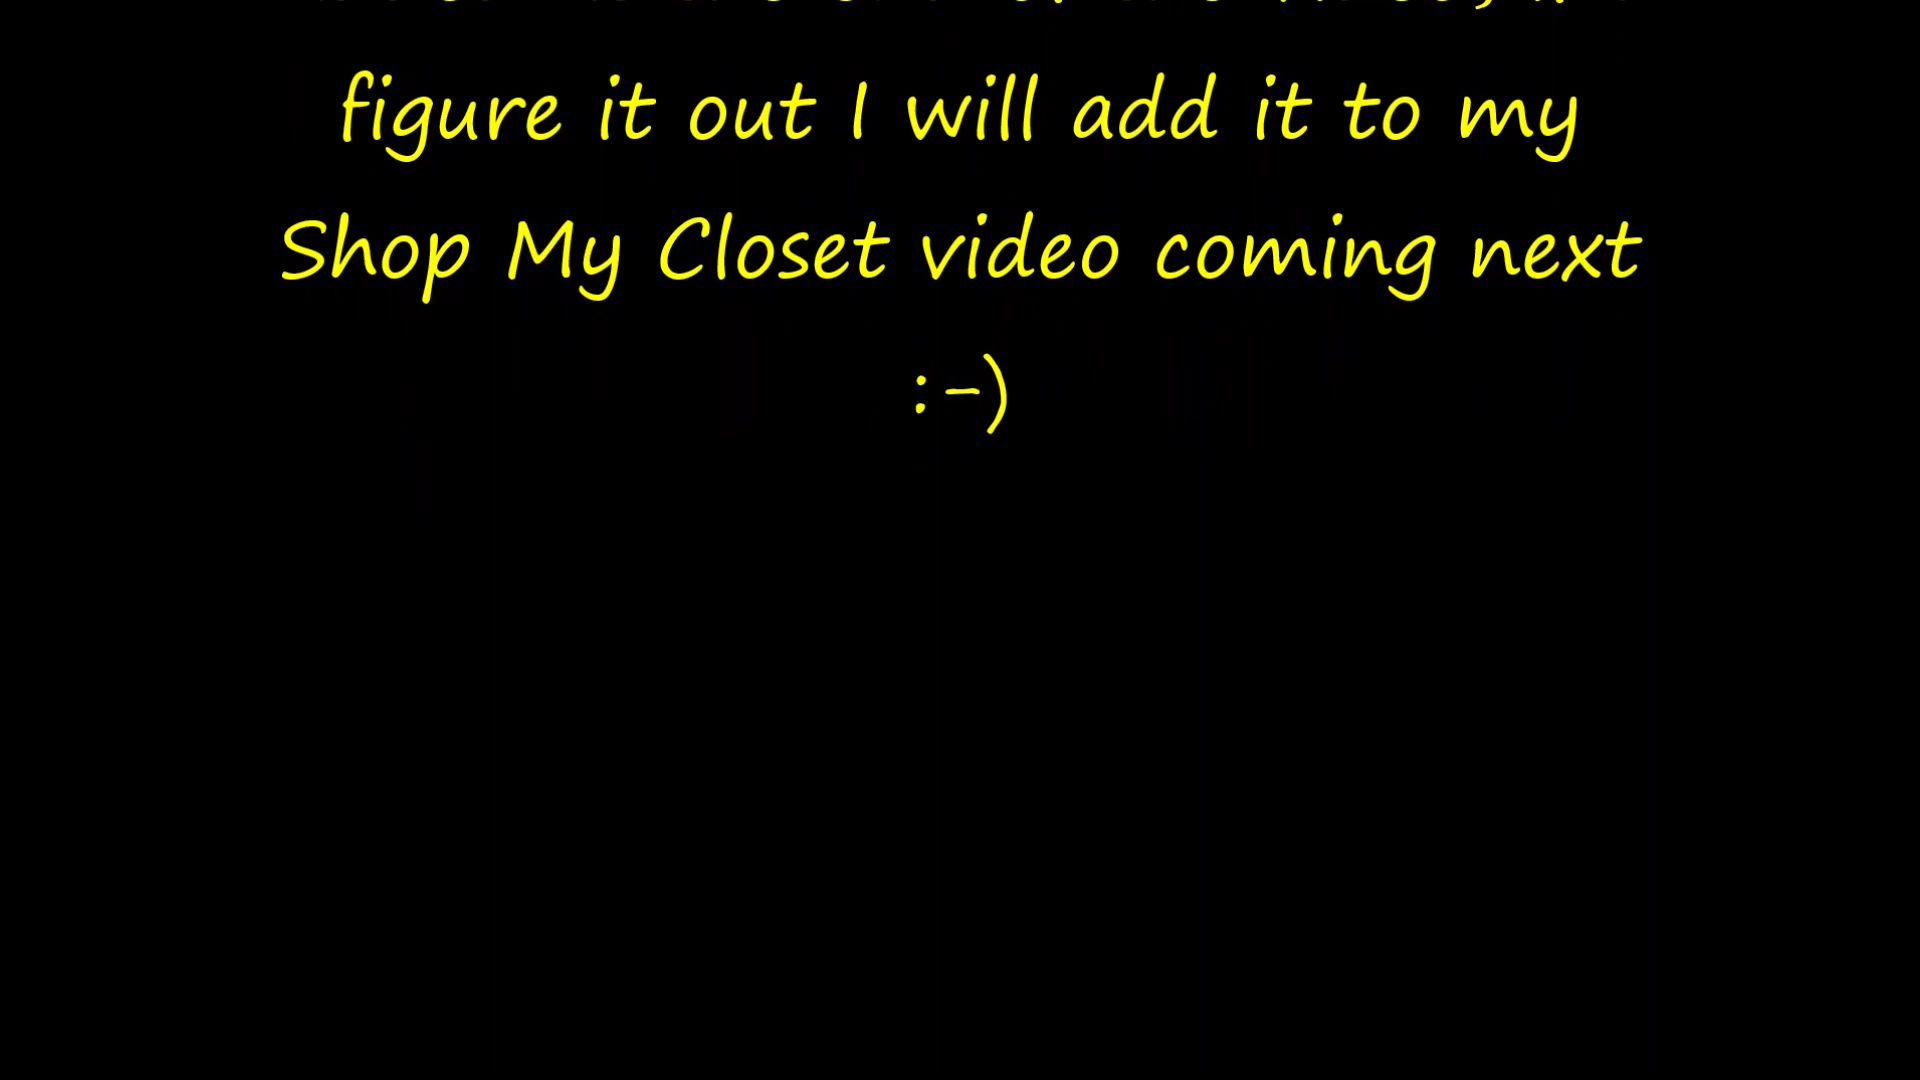 figure it out I will add it to my
Shop My Closet video coming next
:-)